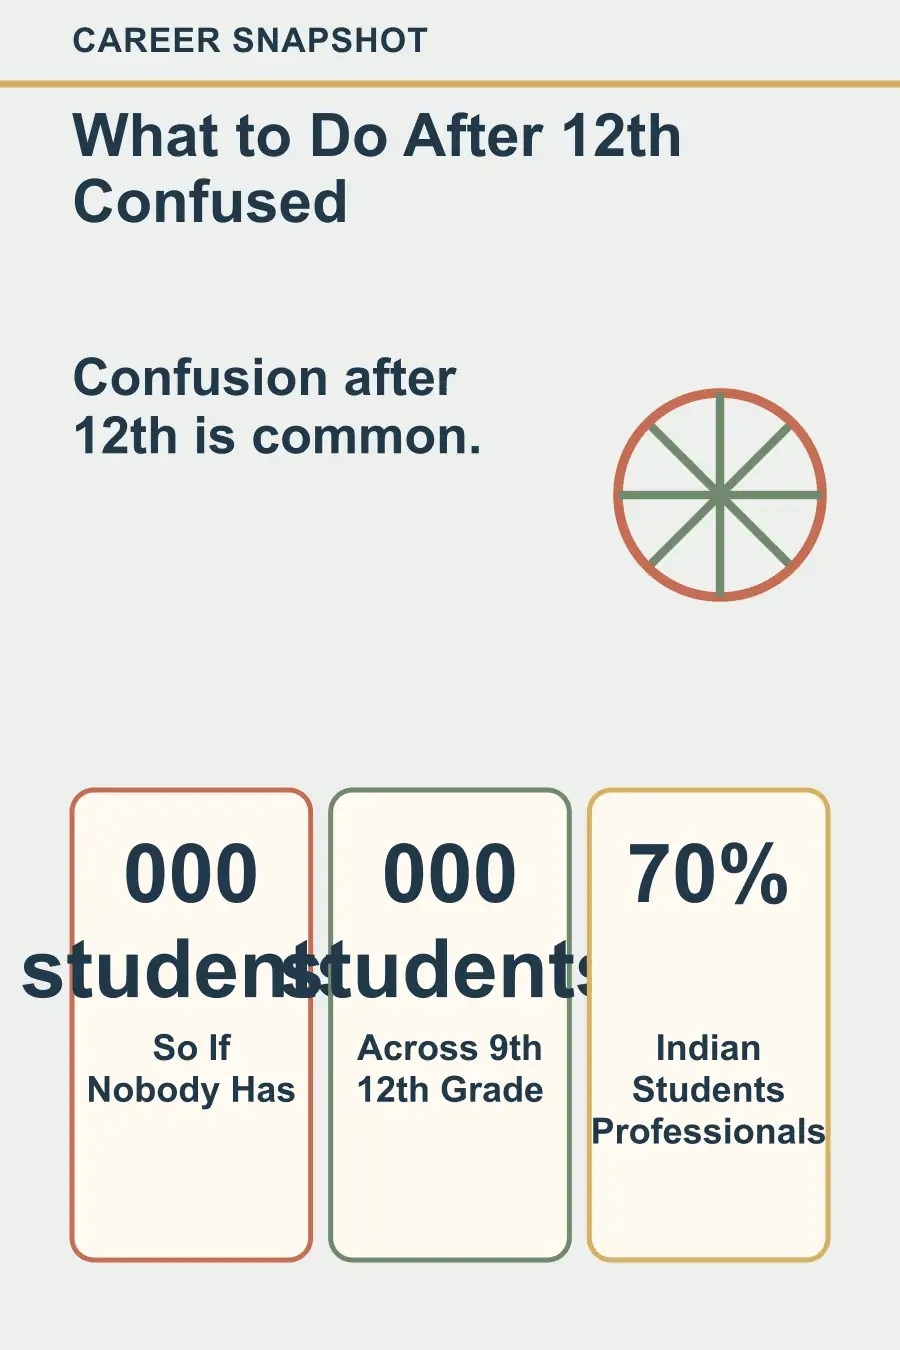 CAREER SNAPSHOT
What to Do After 12th
Confused
Confusion after
12th is common.
000
students
So If
Nobody Has
000
students
Across 9th
12th Grade
70%
Indian
Students
Professionals